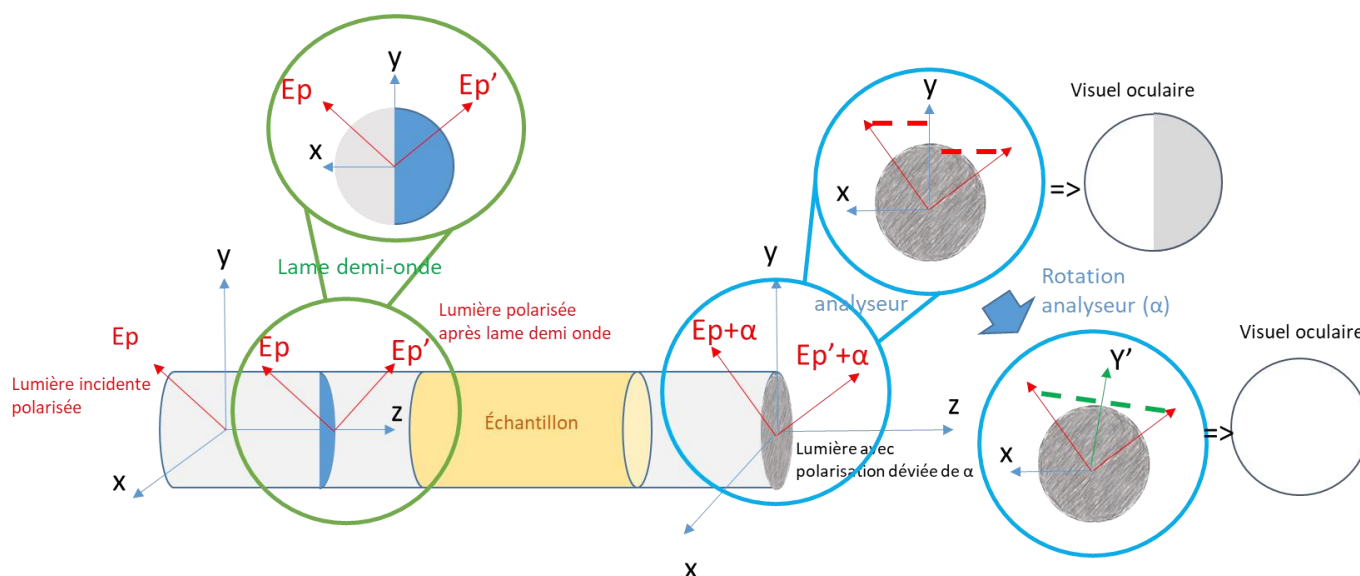 y
Ep
Ep’
x
Lame demi-onde
y
Ep
Lumière incidente
polarisée
x
Ep
Ep’
z
Lumière polarisée
après lame demi onde
Échantillon
y
analyseur
Ep+α
Ep’+α
z
Lumière avec
polarisation déviée de α
x
y
x
=>
Visuel oculaire
Rotation
analyseur (α)
Y’
x
=>
Visuel oculaire